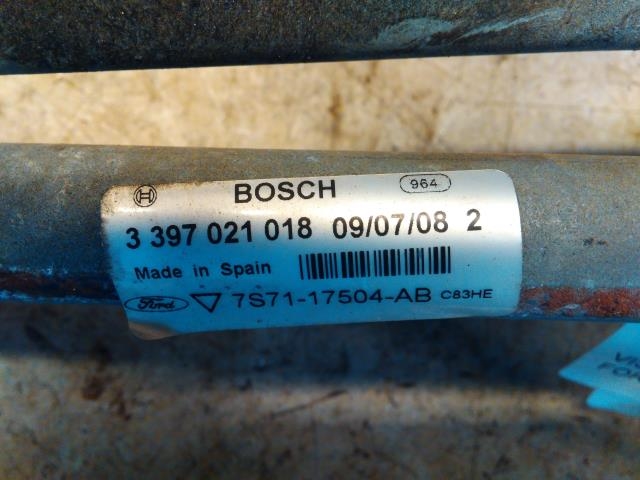 BOSCH 964
3 397 021 018 09/07/08 2
Made in Spain
Ford 7S71-17504-AB C83HE